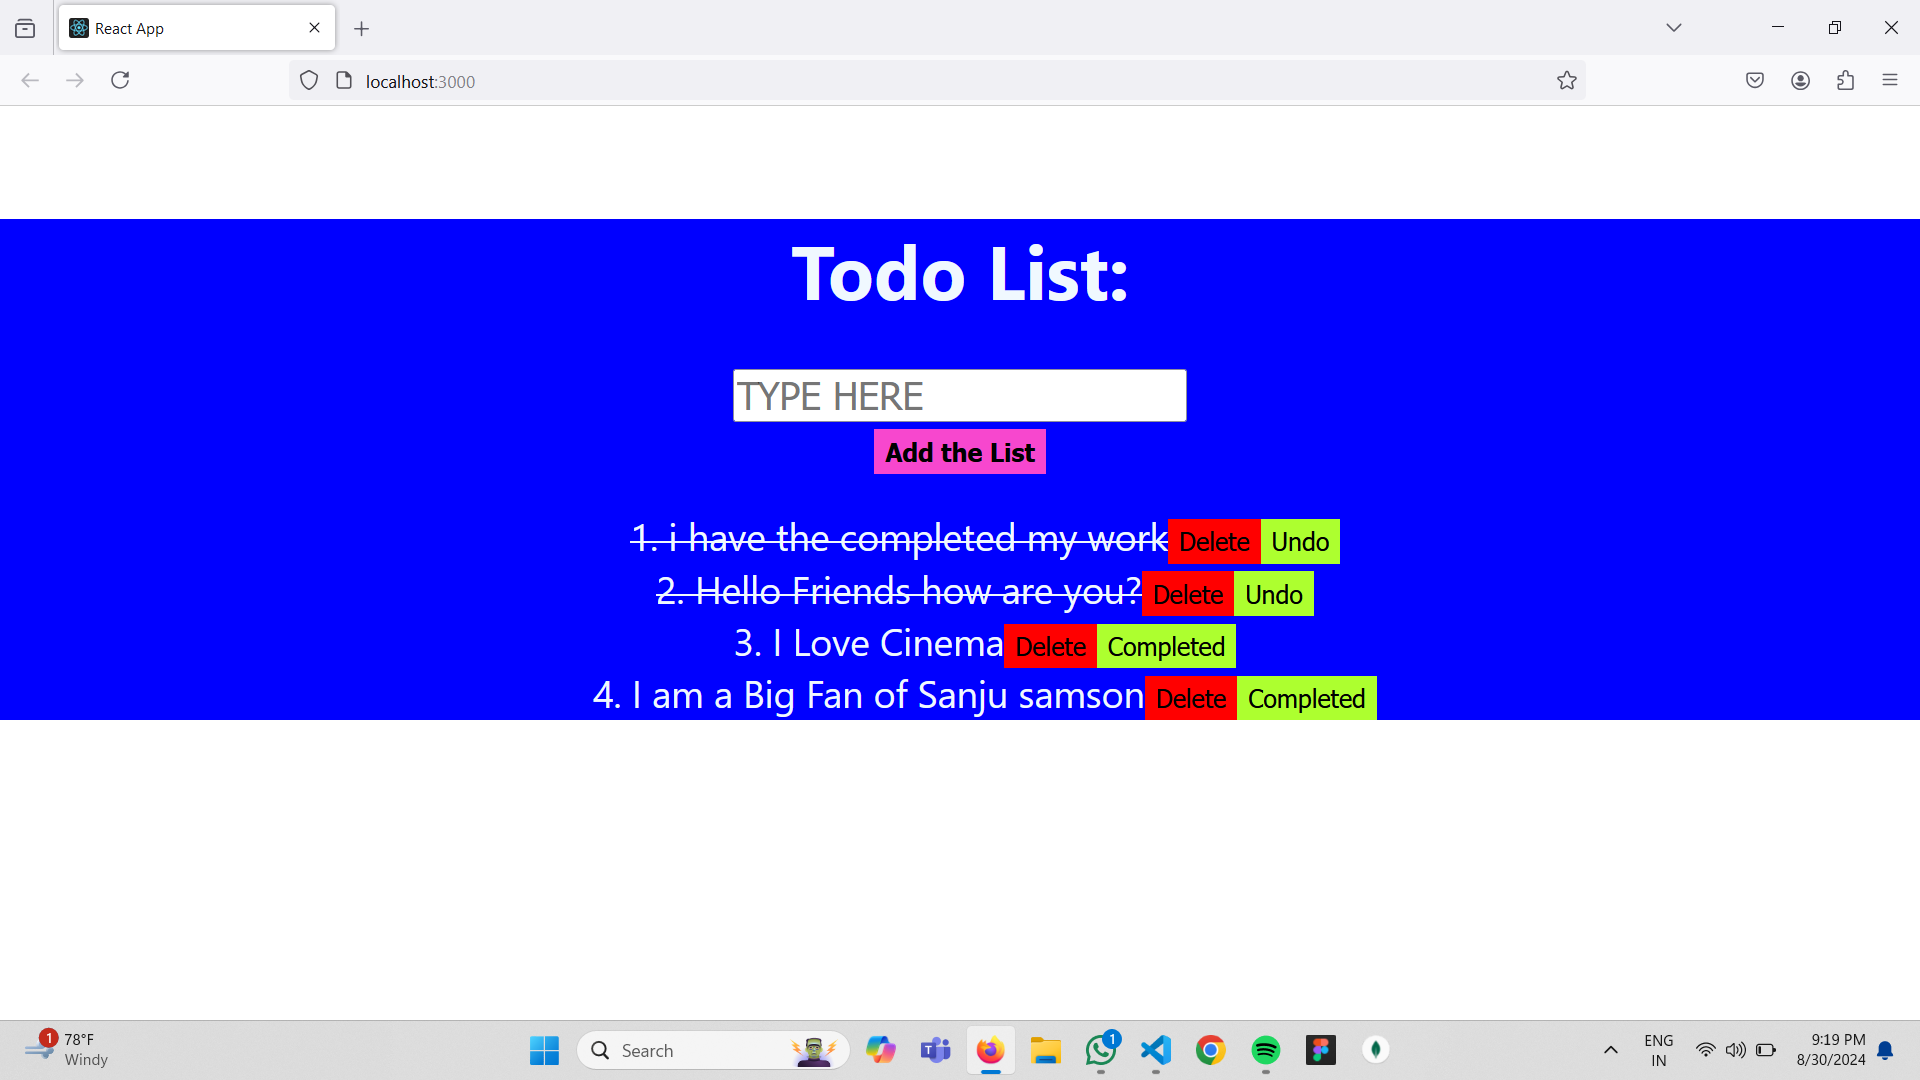 React App
localhost:3000
Todo List:
TYPE HERE
Add the List
1. i have the completed my work Delete Undo
2. Hello Friends how are you? Delete Undo
3. I Love Cinema Delete Completed
4. I am a Big Fan of Sanju samson Delete Completed
1
78°F
Windy
Search
T
1
ENG
IN
9:19 PM
8/30/2024